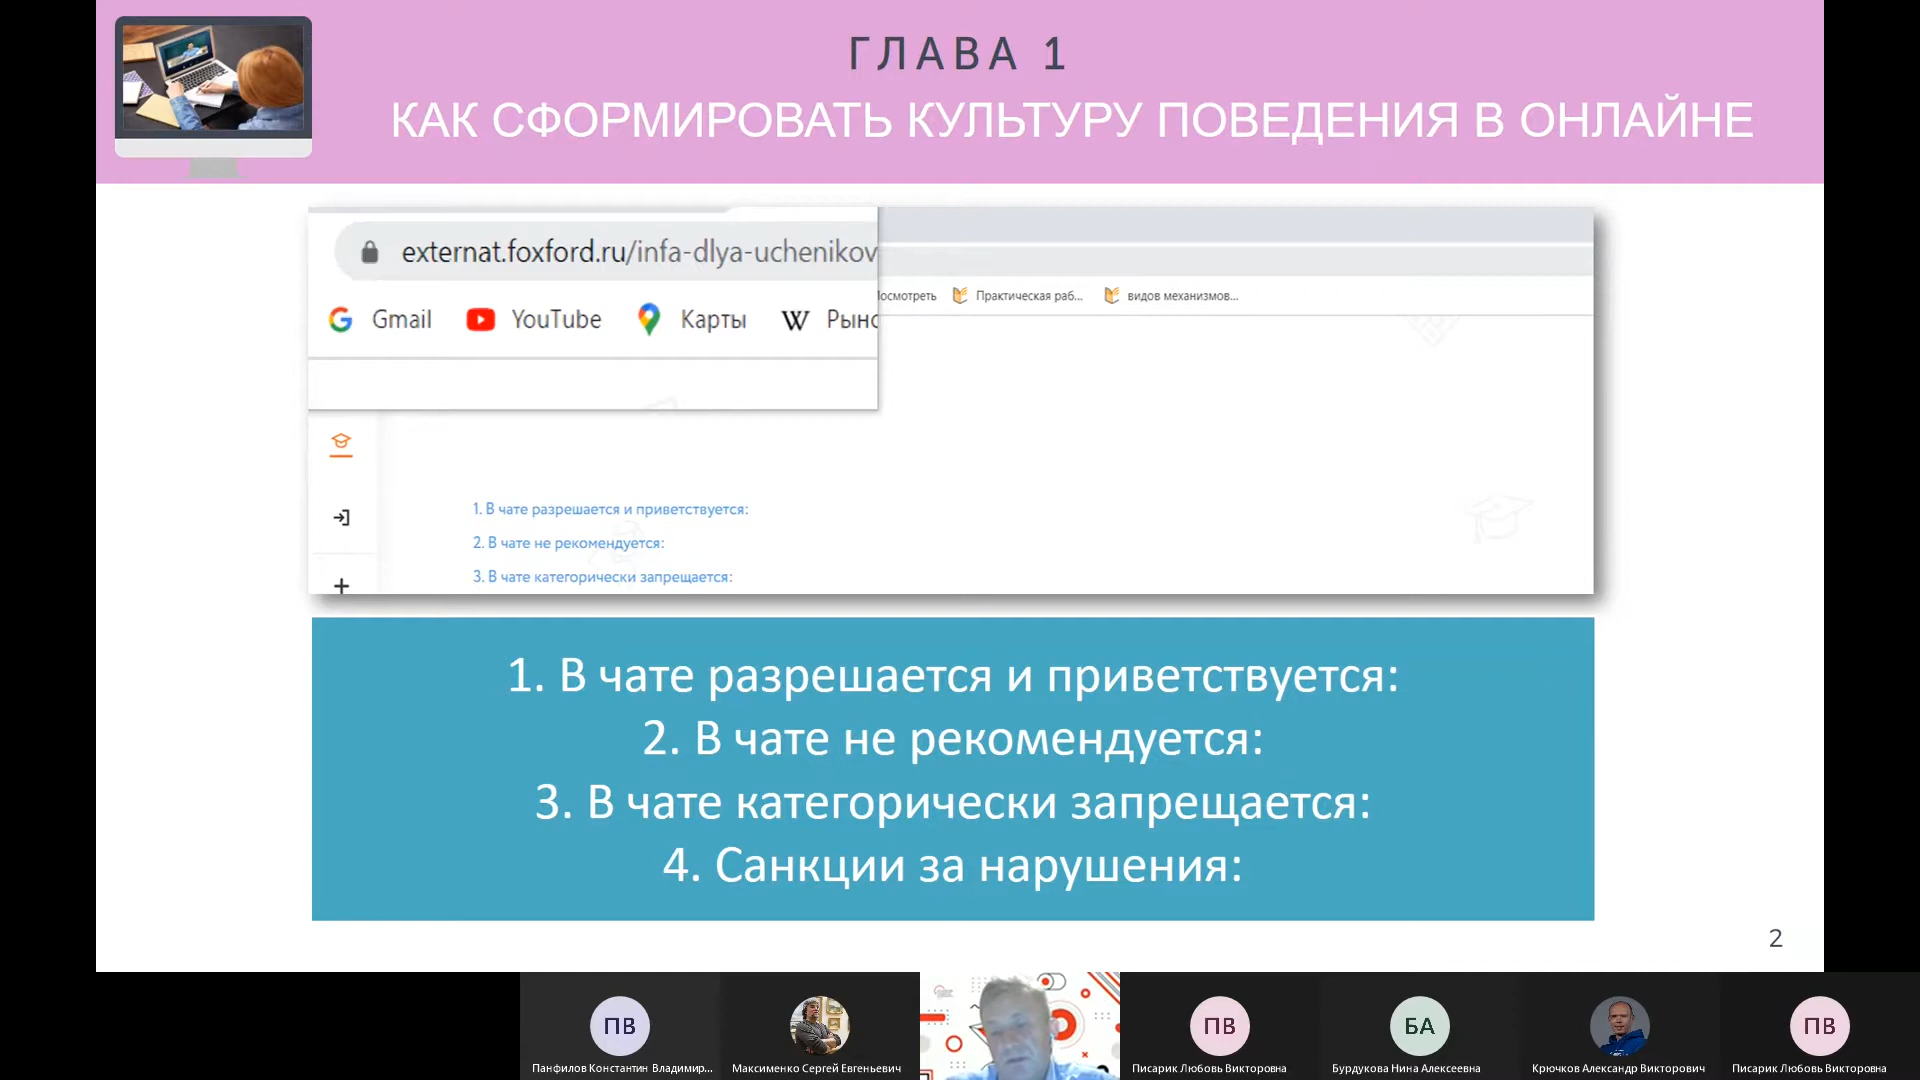 ГЛАВА 1
КАК СФОРМИРОВАТЬ КУЛЬТУРУ ПОВЕДЕНИЯ В ОНЛАЙНЕ
externat.foxford.ru/infa-dlya-uchenikov
Gmail YouTube Карты W Рынс
Посмотреть Практическая раб... видов механизмов...
1. В чате разрешается и приветствуется:
2. В чате не рекомендуется:
3. В чате категорически запрещается:
1. В чате разрешается и приветствуется:
2. В чате не рекомендуется:
3. В чате категорически запрещается:
4. Санкции за нарушения:
2
ПВ ПВ БА ПВ
Панфилов Константин Владимир... Максименко Сергей Евгеньевич Писарик Любовь Викторовна Бурдукова Нина Алексеевна Крючков Александр Викторович Писарик Любовь Викторовна